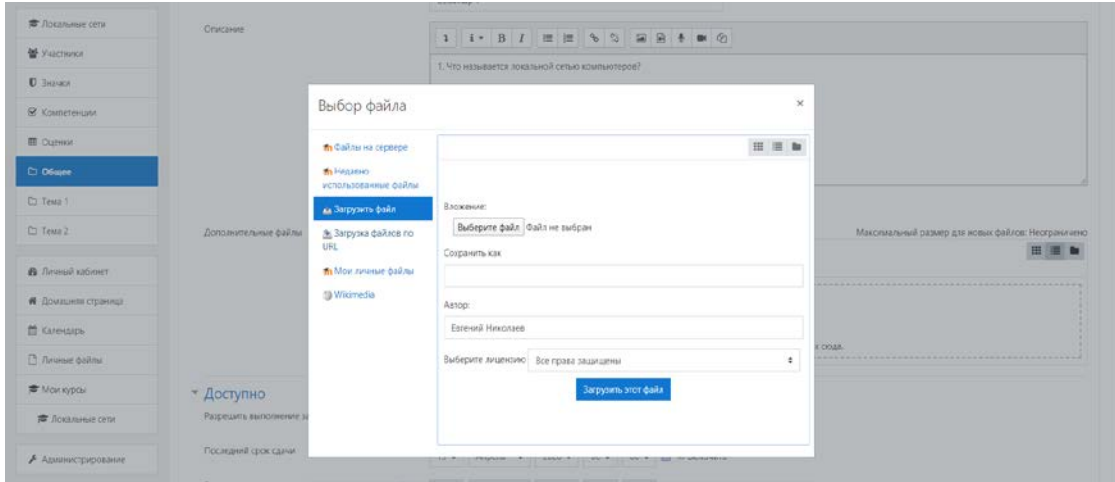 Локальные сети
Участники
Значки
Компетенции
Оценки
Общее
Тема 1
Тема 2
Личный кабинет
Домашняя страница
Календарь
Личные файлы
Мои курсы
Локальные сети
Администрирование
Описание
1. Что называется локальной сетью компьютеров?
Выбор файла
×
Файлы на сервере
Недавно
использованные файлы
Загрузить файл
Загрузка файлов по
URL
Мои личные файлы
Wikimedia
Вложение:
Выберите файл Файл не выбран
Сохранить как
Автор:
Евгений Николаев
Выберите лицензию Все права защищены
Загрузить этот файл
Дополнительные файлы
Максимальный размер для новых файлов: Неограничено
сюда.
Доступно
Разрешить выполнение
Последний срок сдачи